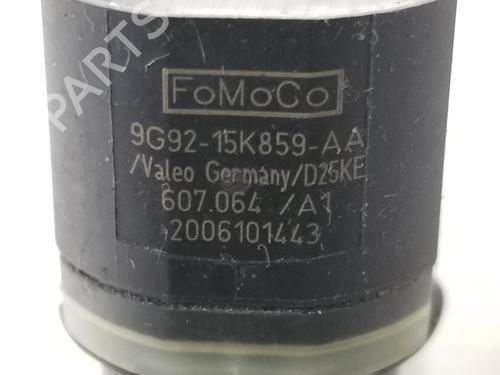 FoMoCo
9G92-15K859-AA
/Valeo Germany/D25KE
607.064 /A1
2006101443
PARTS